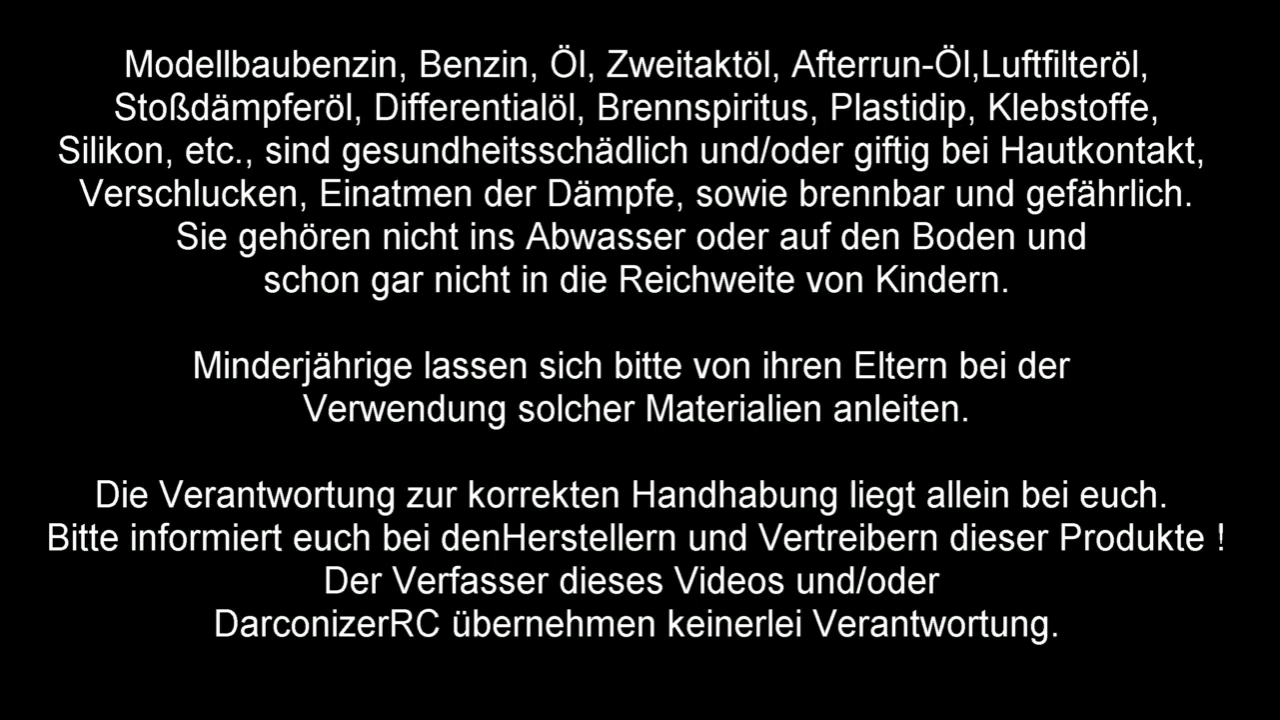 Modellbaubenzin, Benzin, Öl, Zweitaktöl, Afterrun-Öl,Luftfilteröl,
Stoßdämpferöl, Differentialöl, Brennspiritus, Plastidip, Klebstoffe,
Silikon, etc., sind gesundheitsschädlich und/oder giftig bei Hautkontakt,
Verschlucken, Einatmen der Dämpfe, sowie brennbar und gefährlich.
Sie gehören nicht ins Abwasser oder auf den Boden und
schon gar nicht in die Reichweite von Kindern.
Minderjährige lassen sich bitte von ihren Eltern bei der
Verwendung solcher Materialien anleiten.
Die Verantwortung zur korrekten Handhabung liegt allein bei euch.
Bitte informiert euch bei denHerstellern und Vertreibern dieser Produkte !
Der Verfasser dieses Videos und/oder
DarconizerRC übernehmen keinerlei Verantwortung.